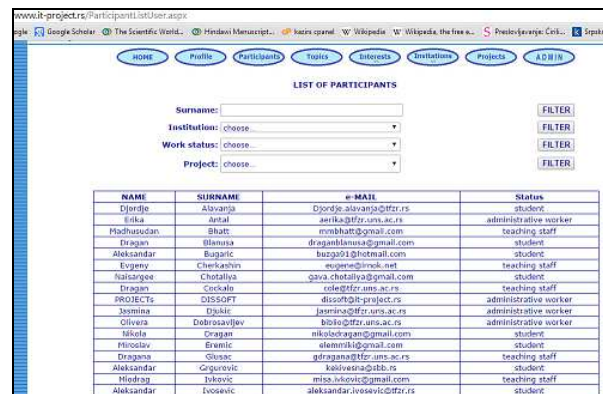 www.it-project.rs/ParticipantListUser.aspx
Google Scholar The Scientific World... Hindawi Manuscript... kazirs cpanel W Wikipedia W Wikipedia, the free e... S Preslovljavanje: Ćirili... Srpsk
HOME Profile Participants Topics Interests Invitations Projects ADMIN
LIST OF PARTICIPANTS
Surname: FILTER
Institution: choose... FILTER
Work status: choose... FILTER
Project: choose... FILTER
NAME SURNAME e-MAIL Status
Djordje Alavanja Djordje.alavanja@tfzr.rs student
Erika Antal aerika@tfzr.uns.ac.rs administrative worker
Madhusudan Bhatt mmbhatt@gmail.com teaching staff
Dragan Blanusa draganblanusa@gmail.com student
Aleksandar Bugaric buzga91@hotmail.com student
Evgeny Cherkashin eugene@irnok.net teaching staff
Naisargee Chotaliya gava.chotaliya@gmail.com student
Dragan Cockalo cole@tfzr.uns.ac.rs teaching staff
PROJECTs DISSOFT dissoft@it-project.rs administrative worker
Jasmina Djukic jasmina@tfzr.uns.ac.rs administrative worker
Olivera Dobrosavljev biblio@tfzr.uns.ac.rs administrative worker
Nikola Dragan nikoladragan@gmail.com student
Miroslav Eremic elemmiki@gmail.com student
Dragana Glusac gdragana@tfzr.uns.ac.rs teaching staff
Aleksandar Grgurovic kekivesna@sbb.rs student
Miodrag Ivkovic misa.ivkovic@gmail.com teaching staff
Aleksandar Ivosevic aleksandar.ivosevic@tfzr.rs student